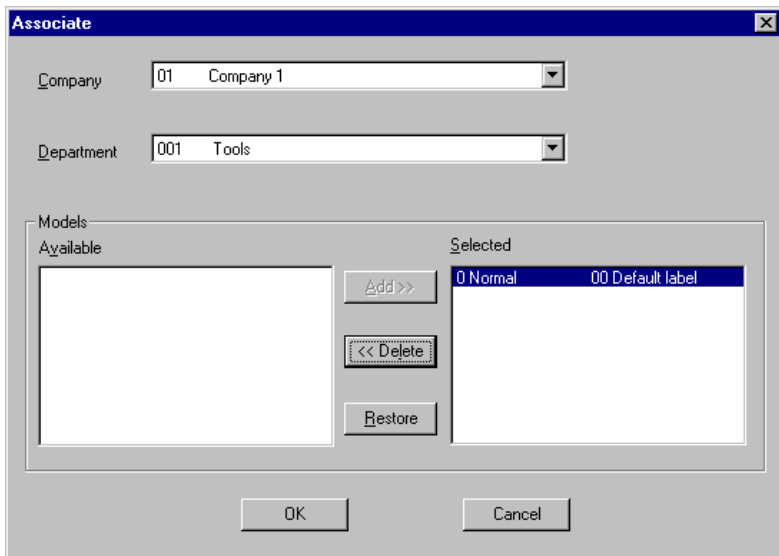 Associate
Company 01 Company 1
Department 001 Tools
Models
Available
Selected
0 Normal 00 Default label
Add >>
<< Delete
Restore
OK Cancel